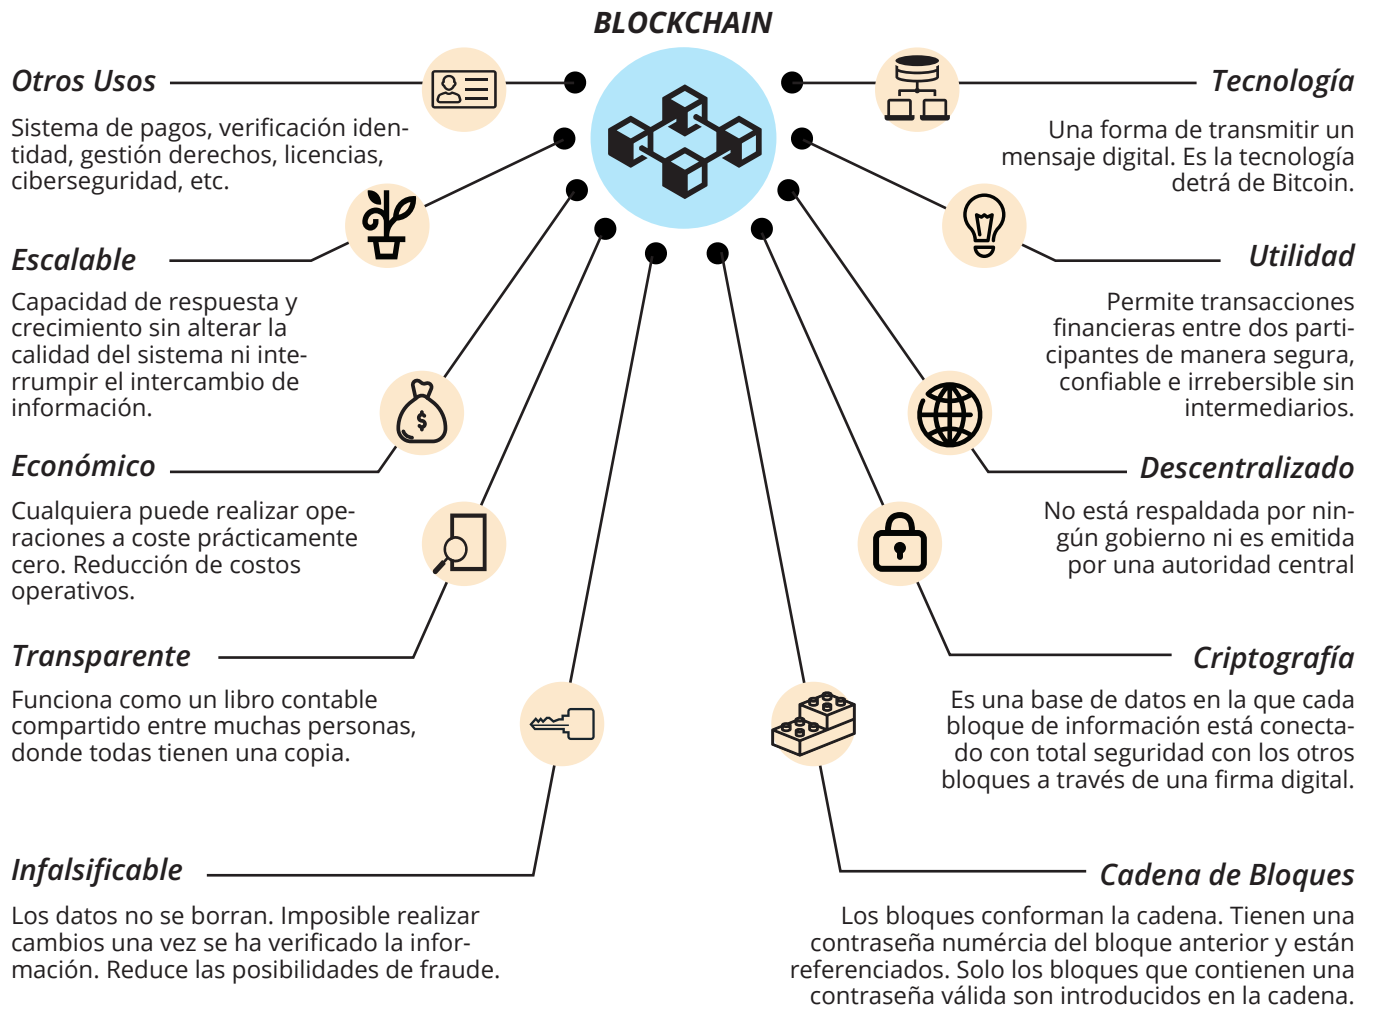 BLOCKCHAIN
Otros Usos
Sistema de pagos, verificación iden-
tidad, gestión derechos, licencias,
ciberseguridad, etc.
Escalable
Capacidad de respuesta y
crecimiento sin alterar la
calidad del sistema ni inte-
rrumpir el intercambio de
información.
Económico
Cualquiera puede realizar ope-
raciones a coste prácticamente
cero. Reducción de costos
operativos.
$
Transparente
Funciona como un libro contable
compartido entre muchas personas,
donde todas tienen una copia.
Infalsificable
Los datos no se borran. Imposible realizar
cambios una vez se ha verificado la infor-
mación. Reduce las posibilidades de fraude.
Tecnología
Una forma de transmitir un
mensaje digital. Es la tecnología
detrá de Bitcoin.
Utilidad
Permite transacciones
financieras entre dos parti-
cipantes de manera segura,
confiable e irrebersible sin
intermediarios.
Descentralizado
No está respaldada por nin-
gún gobierno ni es emitida
por una autoridad central
Criptografía
Es una base de datos en la que cada
bloque de información está conecta-
do con total seguridad con los otros
bloques a través de una firma digital.
Cadena de Bloques
Los bloques conforman la cadena. Tienen una
contraseña numércia del bloque anterior y están
referenciados. Solo los bloques que contienen una
contraseña válida son introducidos en la cadena.